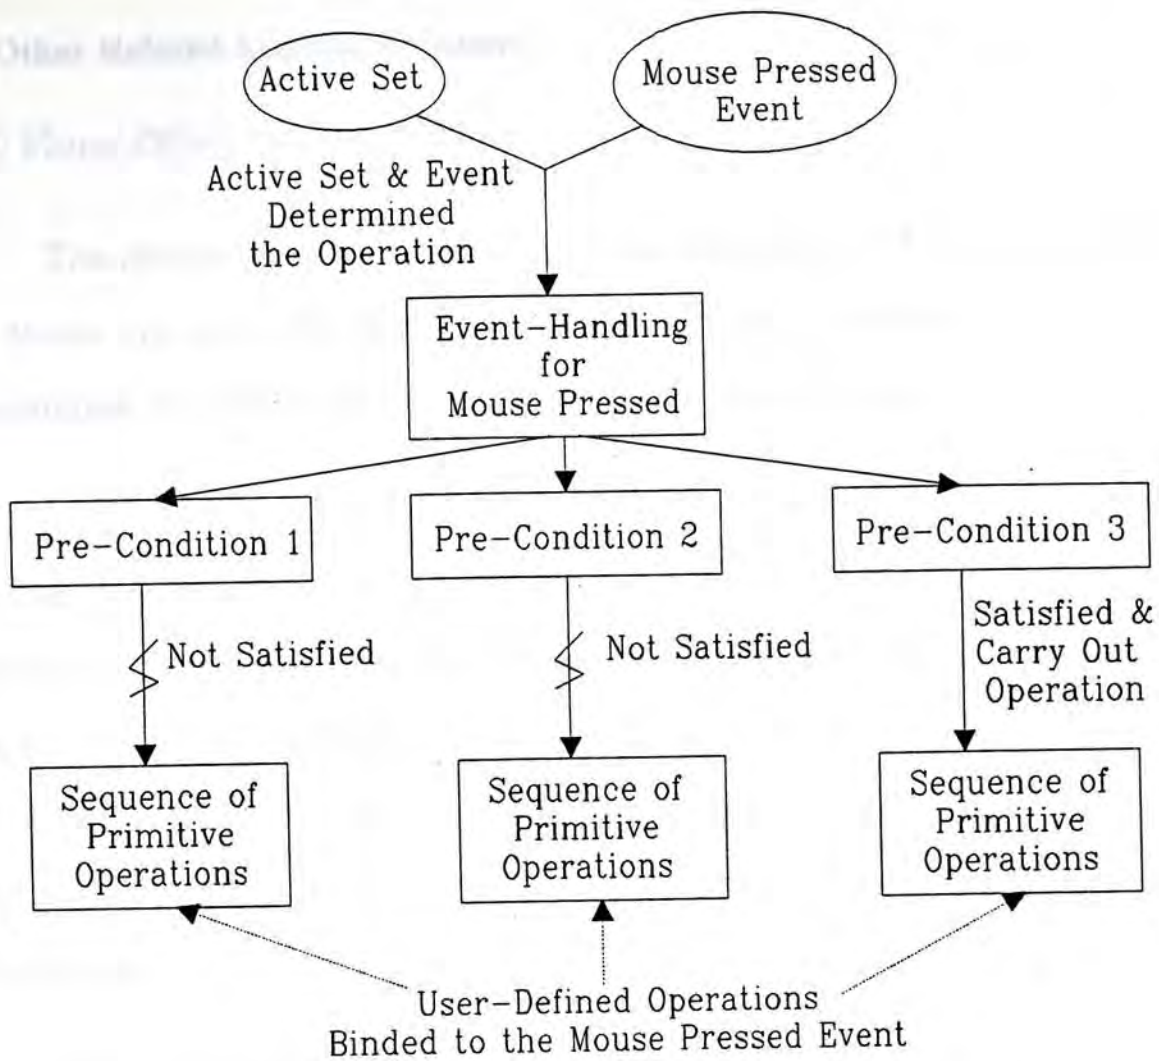 Active Set
Mouse Pressed
Event
Active Set & Event
Determined
the Operation
Event-Handling
for
Mouse Pressed
Pre-Condition 1
Pre-Condition 2
Pre-Condition 3
Not Satisfied
Not Satisfied
Satisfied &
Carry Out
Operation
Sequence of
Primitive
Operations
Sequence of
Primitive
Operations
Sequence of
Primitive
Operations
User-Defined Operations
Binded to the Mouse Pressed Event